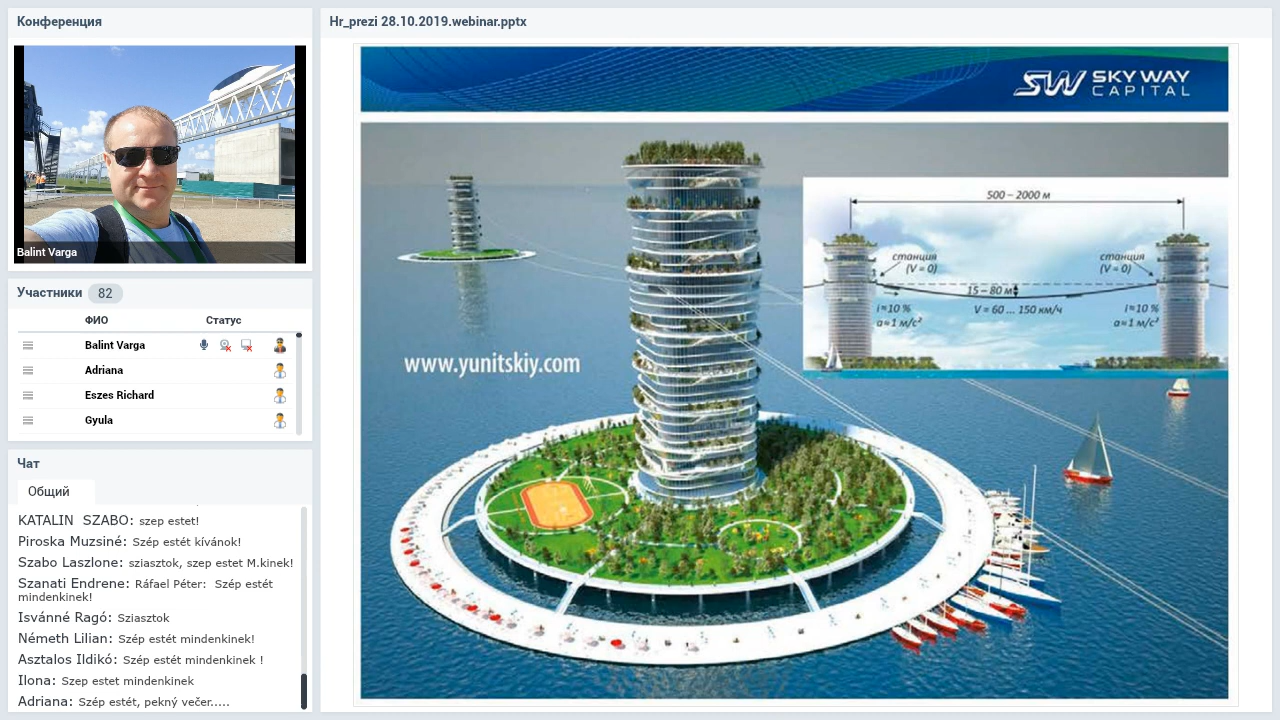 Конференция
Balint Varga
Участники 82
ФИО Статус
Balint Varga
Adriana
Eszes Richard
Gyula
Чат
Общий
KATALIN SZABO: szep estet!
Piroska Muzsiné: Szép estét kívánok!
Szabo Laszlone: sziasztok, szep estet M.kinek!
Szanati Endrene: Ráfael Péter: Szép estét
mindenkinek!
Isvánné Ragó: Sziasztok
Németh Lilian: Szép estét mindenkinek!
Asztalos Ildikó: Szép estét mindenkinek !
Ilona: Szep estet mindenkinek
Adriana: Szép estét, pekný večer.....
Hr_prezi 28.10.2019.webinar.pptx
SW SKY WAY
CAPITAL
500 – 2000 м
станция
(V = 0)
станция
(V = 0)
15 – 80 м
i≈10 %
a≈1 м/с²
V = 60 ... 150 км/ч
i≈10 %
a≈1 м/с²
www.yunitskiy.com